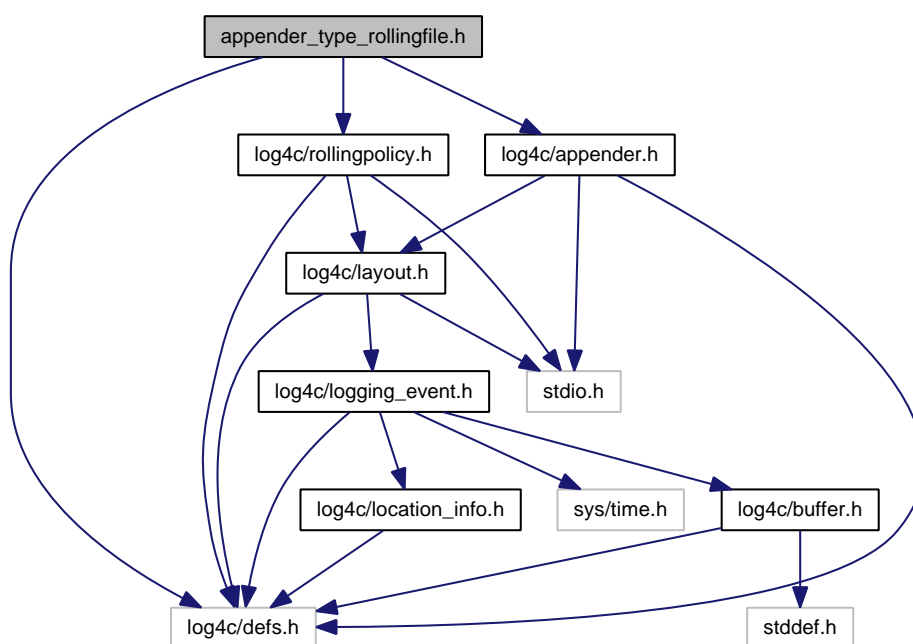 appender_type_rollingfile.h
log4c/rollingpolicy.h
log4c/appender.h
log4c/layout.h
log4c/logging_event.h
stdio.h
log4c/location_info.h
sys/time.h
log4c/buffer.h
log4c/defs.h
stddef.h